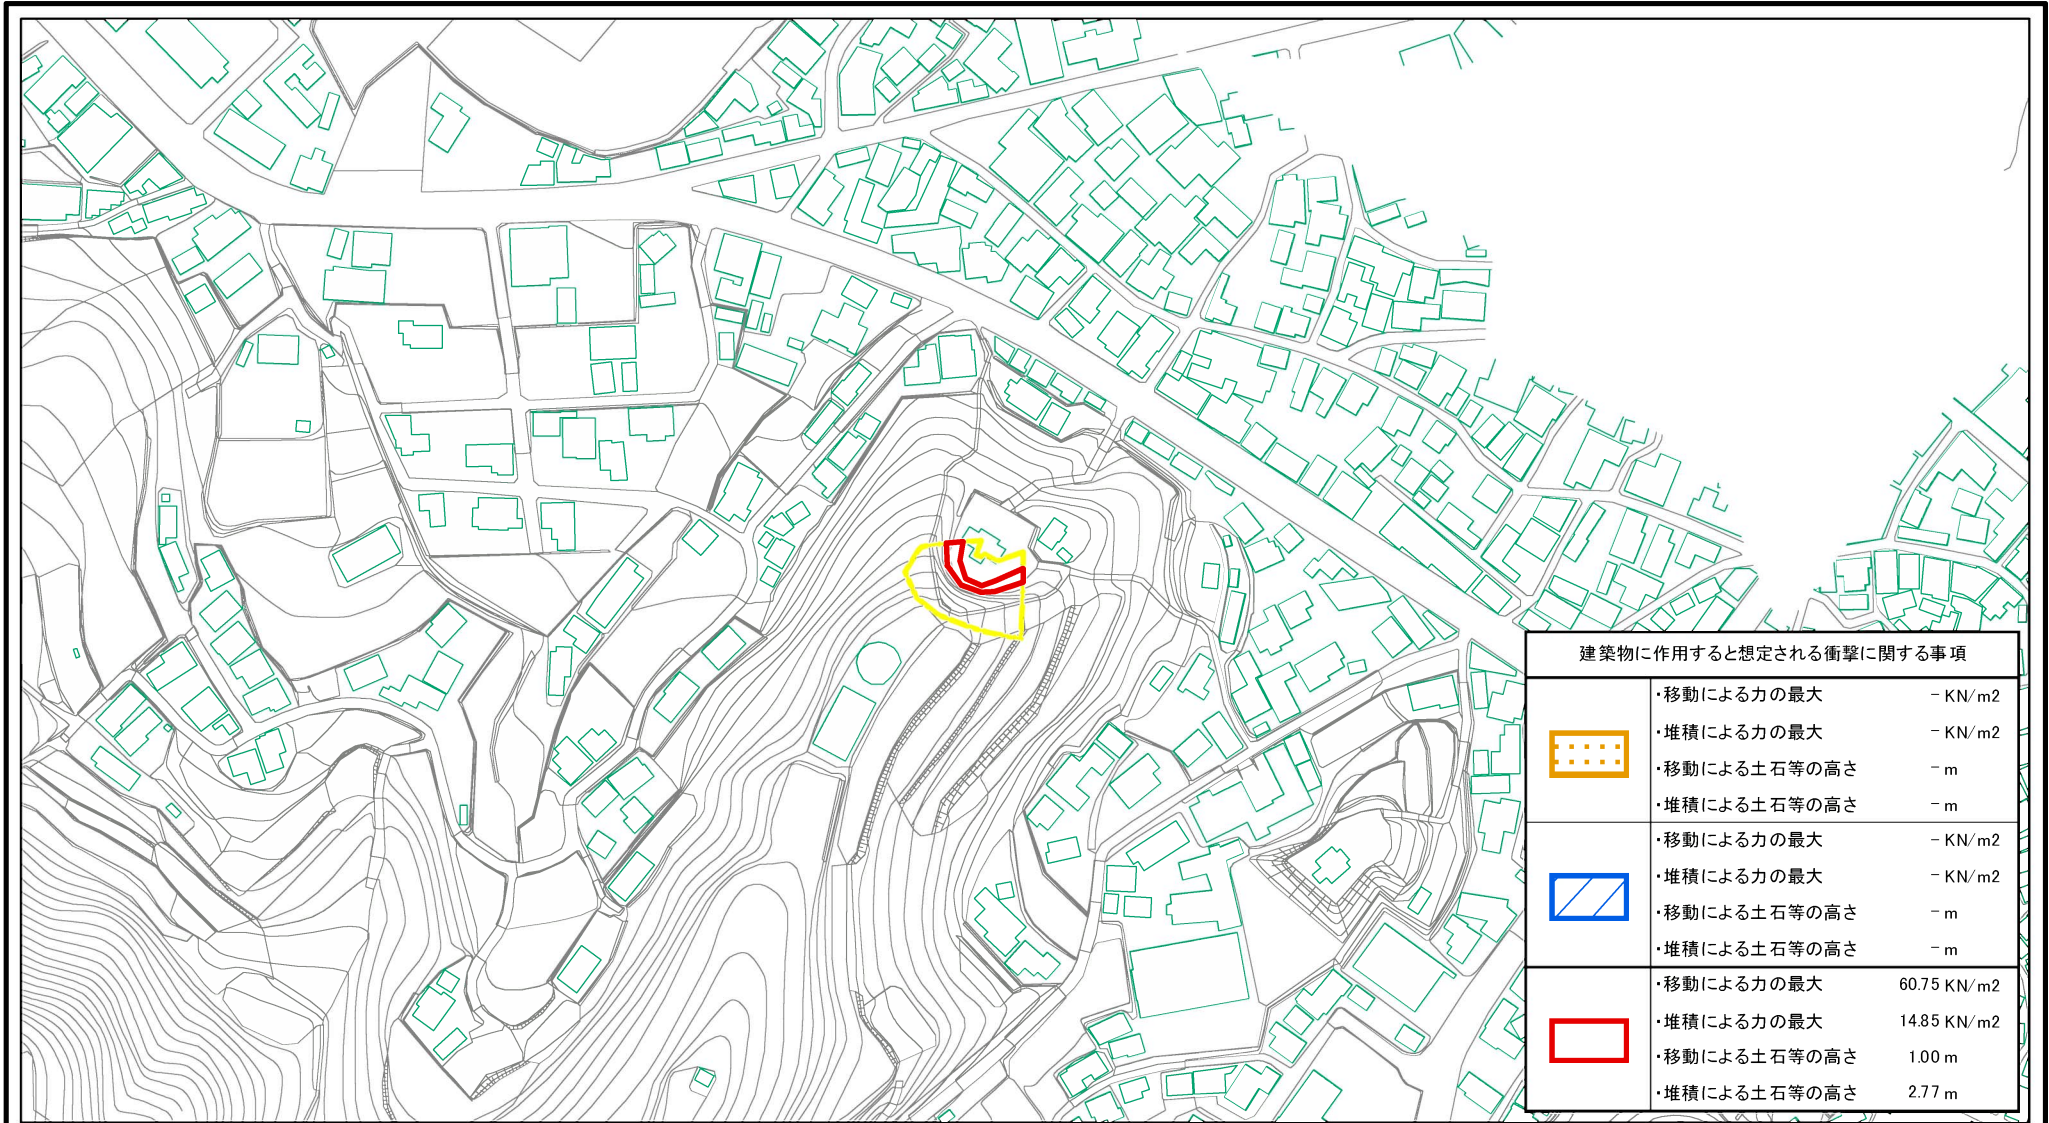 建築物に作用すると想定される衝撃に関する事項
・移動による力の最大 - KN/m2
・堆積による力の最大 - KN/m2
・移動による土石等の高さ - m
・堆積による土石等の高さ - m
・移動による力の最大 - KN/m2
・堆積による力の最大 - KN/m2
・移動による土石等の高さ - m
・堆積による土石等の高さ - m
・移動による力の最大 60.75 KN/m2
・堆積による力の最大 14.85 KN/m2
・移動による土石等の高さ 1.00 m
・堆積による土石等の高さ 2.77 m